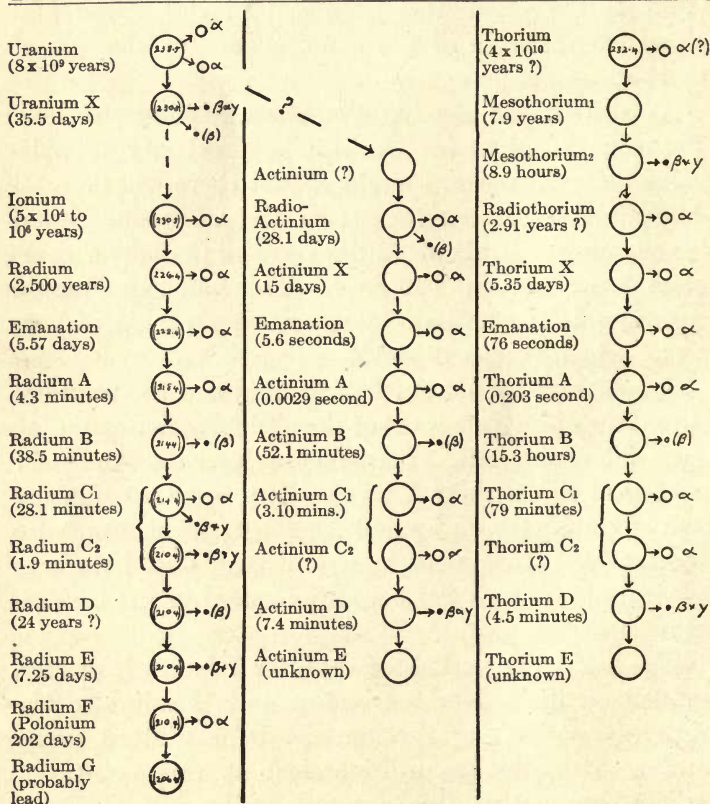 Uranium
(8 x 10⁹ years)
238.5
α
α
Uranium X
(35.5 days)
230.5
β+γ
(β)
?
Ionium
(5 x 10⁴ to
10⁶ years)
230.5
α
Radium
(2,500 years)
226.4
α
Emanation
(5.57 days)
α
Radium A
(4.3 minutes)
α
Radium B
(38.5 minutes)
214.4
(β)
Radium C₁
(28.1 minutes)
214.4
α
β+γ
Radium C₂
(1.9 minutes)
210.4
β+γ
Radium D
(24 years ?)
210.4
(β)
Radium E
(7.25 days)
210.4
β+γ
Radium F
(Polonium
202 days)
210.4
α
Radium G
(probably
lead)
206.4
Actinium (?)
Radio-
Actinium
(28.1 days)
α
(β)
Actinium X
(15 days)
α
Emanation
(5.6 seconds)
α
Actinium A
(0.0029 second)
α
Actinium B
(52.1 minutes)
(β)
Actinium C₁
(3.10 mins.)
α
Actinium C₂
(?)
α
Actinium D
(7.4 minutes)
β+γ
Actinium E
(unknown)
Thorium
(4 x 10¹⁰
years ?)
232.4
α(?)
Mesothorium₁
(7.9 years)
Mesothorium₂
(8.9 hours)
β+γ
Radiothorium
(2.91 years ?)
α
Thorium X
(5.35 days)
α
Emanation
(76 seconds)
α
Thorium A
(0.203 second)
α
Thorium B
(15.3 hours)
(β)
Thorium C₁
(79 minutes)
α
Thorium C₂
(?)
α
Thorium D
(4.5 minutes)
β+γ
Thorium E
(unknown)